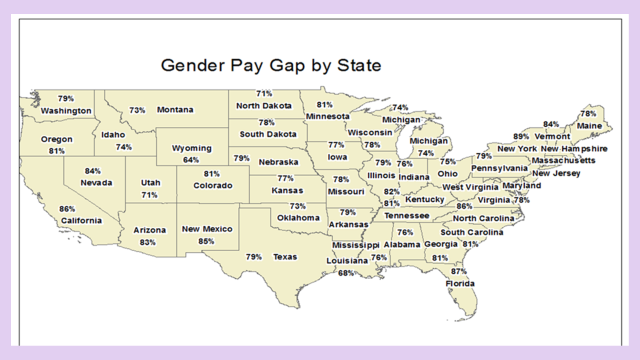 Gender Pay Gap by State
79%
Washington
73% Montana
71%
North Dakota
81%
Minnesota
74%
Michigan
Wisconsin
78%
Michigan
74%
84%
Vermont
78%
Maine
Oregon
81%
Idaho
74%
Wyoming
64%
78%
South Dakota
79% Nebraska
77%
Iowa
79%
Illinois
76%
Indiana
75%
Ohio
79%
Pennsylvania
89%
New York
New Hampshire
Massachusetts
New Jersey
84%
Nevada
Utah
71%
81%
Colorado
77%
Kansas
78%
Missouri
82%
81%
Kentucky
West Virginia
Maryland
Virginia 78%
86%
California
Arizona
83%
New Mexico
85%
73%
Oklahoma
79%
Arkansas
Tennessee
86%
North Carolina
South Carolina
81%
79% Texas
Louisiana
68%
Mississippi
76%
76%
Alabama
Georgia
81%
87%
Florida